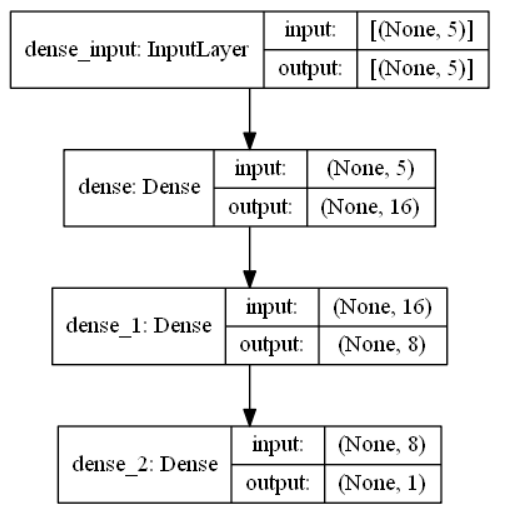 dense_input: InputLayer
input: [(None, 5)]
output: [(None, 5)]
dense: Dense
input: (None, 5)
output: (None, 16)
dense_1: Dense
input: (None, 16)
output: (None, 8)
dense_2: Dense
input: (None, 8)
output: (None, 1)